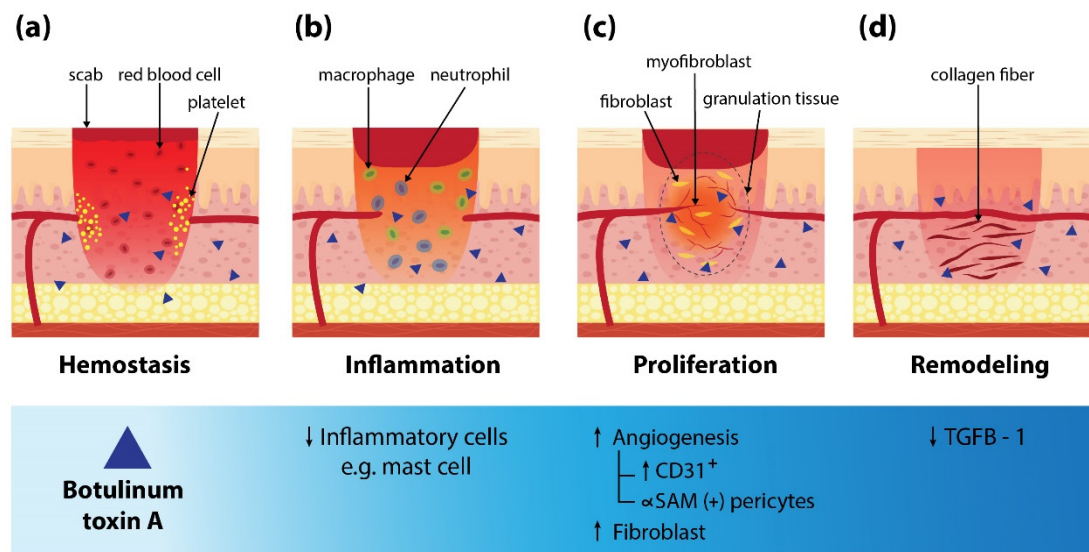 (a)
(b)
(c)
(d)
scab
red blood cell
platelet
macrophage
neutrophil
myofibroblast
fibroblast
granulation tissue
collagen fiber
Hemostasis
Inflammation
Proliferation
Remodeling
Botulinum
toxin A
↓ Inflammatory cells
e.g. mast cell
↑ Angiogenesis
↑ CD31⁺
∝SAM (+) pericytes
↑ Fibroblast
↓ TGFB - 1